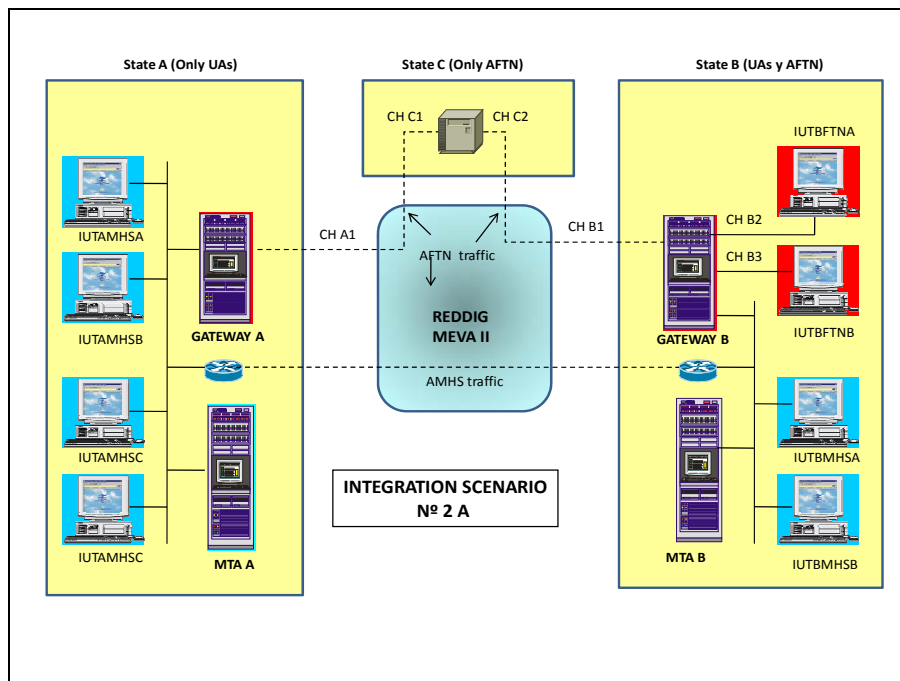 State A (Only UAs)
State C (Only AFTN)
State B (UAs y AFTN)
CH C1
CH C2
IUTBFTNA
IUTAMHSA
CH A1
CH B1
CH B2
AFTN traffic
CH B3
IUTAMHSB
GATEWAY A
REDDIG
MEVA II
GATEWAY B
IUTBFTNB
AMHS traffic
IUTAMHSC
IUTBMHSA
INTEGRATION SCENARIO
Nº 2 A
IUTAMHSC
MTA A
MTA B
IUTBMHSB